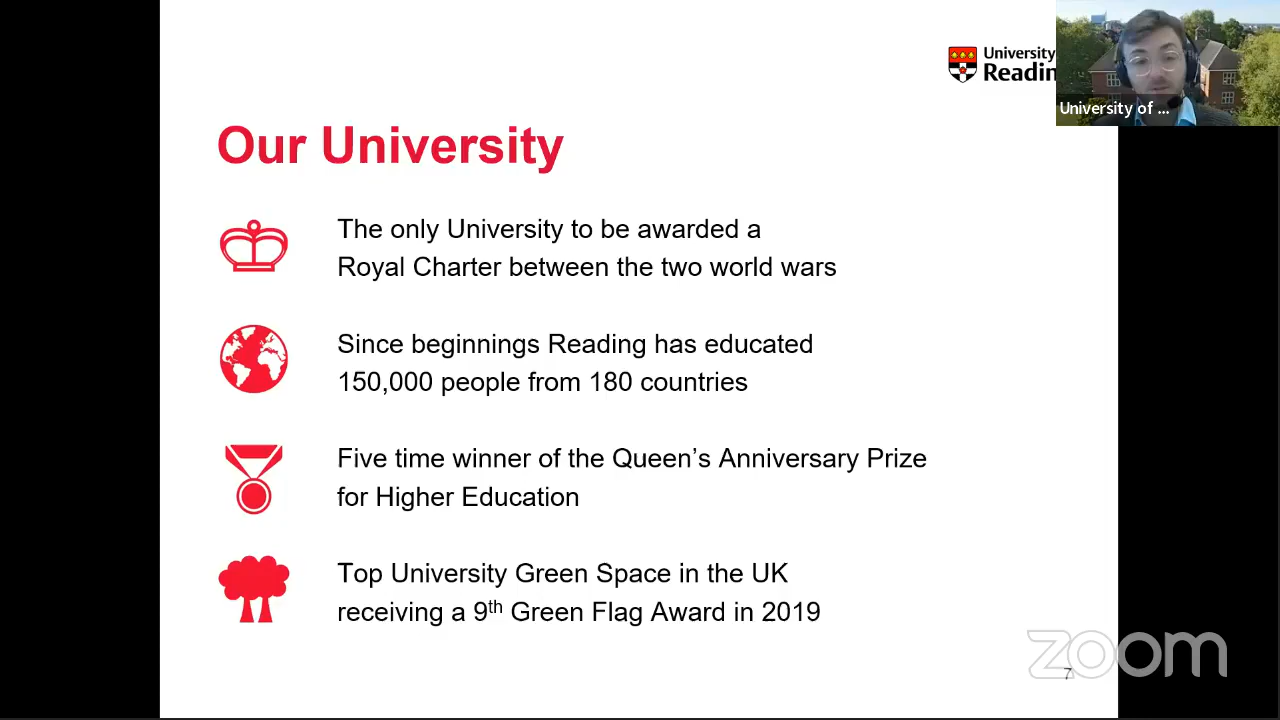 University
Readin
University of ...
Our University
The only University to be awarded a
Royal Charter between the two world wars
Since beginnings Reading has educated
150,000 people from 180 countries
Five time winner of the Queen’s Anniversary Prize
for Higher Education
Top University Green Space in the UK
receiving a 9th Green Flag Award in 2019
zoom
7